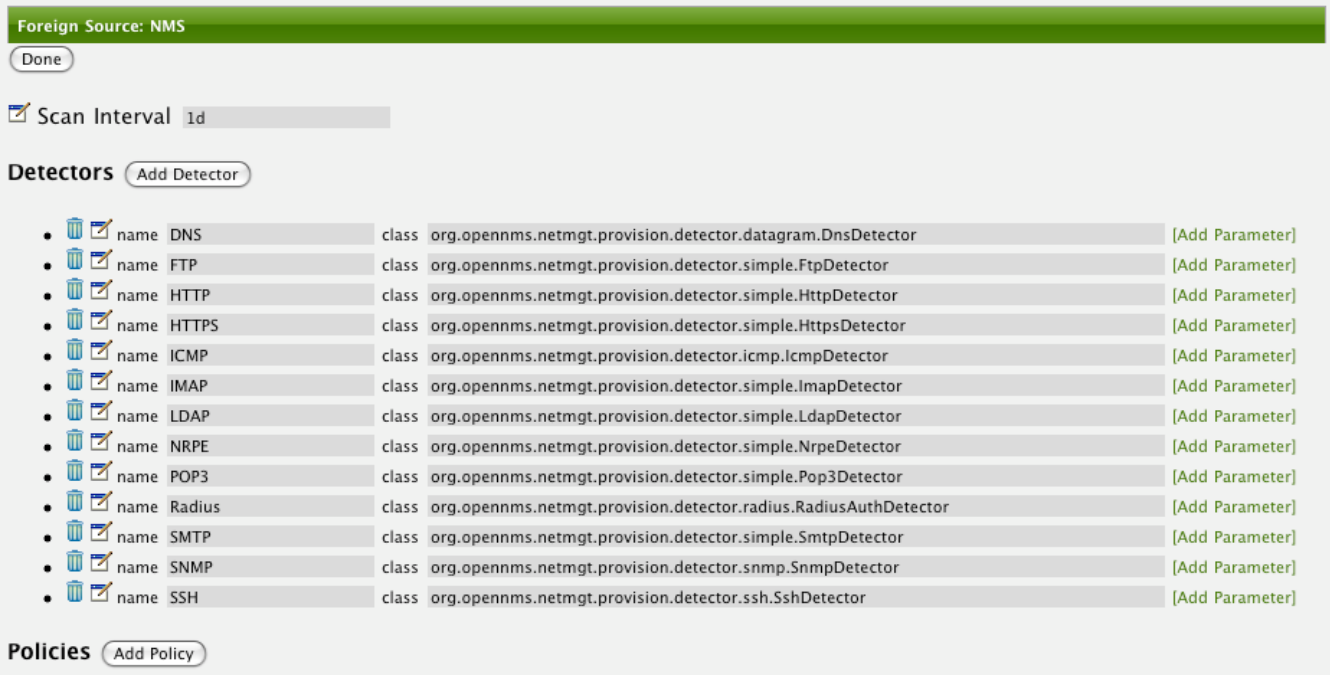 Foreign Source: NMS
Done
Scan Interval 1d
Detectors Add Detector
name DNS class org.opennms.netmgt.provision.detector.datagram.DnsDetector [Add Parameter]
name FTP class org.opennms.netmgt.provision.detector.simple.FtpDetector [Add Parameter]
name HTTP class org.opennms.netmgt.provision.detector.simple.HttpDetector [Add Parameter]
name HTTPS class org.opennms.netmgt.provision.detector.simple.HttpsDetector [Add Parameter]
name ICMP class org.opennms.netmgt.provision.detector.icmp.IcmpDetector [Add Parameter]
name IMAP class org.opennms.netmgt.provision.detector.simple.ImapDetector [Add Parameter]
name LDAP class org.opennms.netmgt.provision.detector.simple.LdapDetector [Add Parameter]
name NRPE class org.opennms.netmgt.provision.detector.simple.NrpeDetector [Add Parameter]
name POP3 class org.opennms.netmgt.provision.detector.simple.Pop3Detector [Add Parameter]
name Radius class org.opennms.netmgt.provision.detector.radius.RadiusAuthDetector [Add Parameter]
name SMTP class org.opennms.netmgt.provision.detector.simple.SmtpDetector [Add Parameter]
name SNMP class org.opennms.netmgt.provision.detector.snmp.SnmpDetector [Add Parameter]
name SSH class org.opennms.netmgt.provision.detector.ssh.SshDetector [Add Parameter]
Policies Add Policy